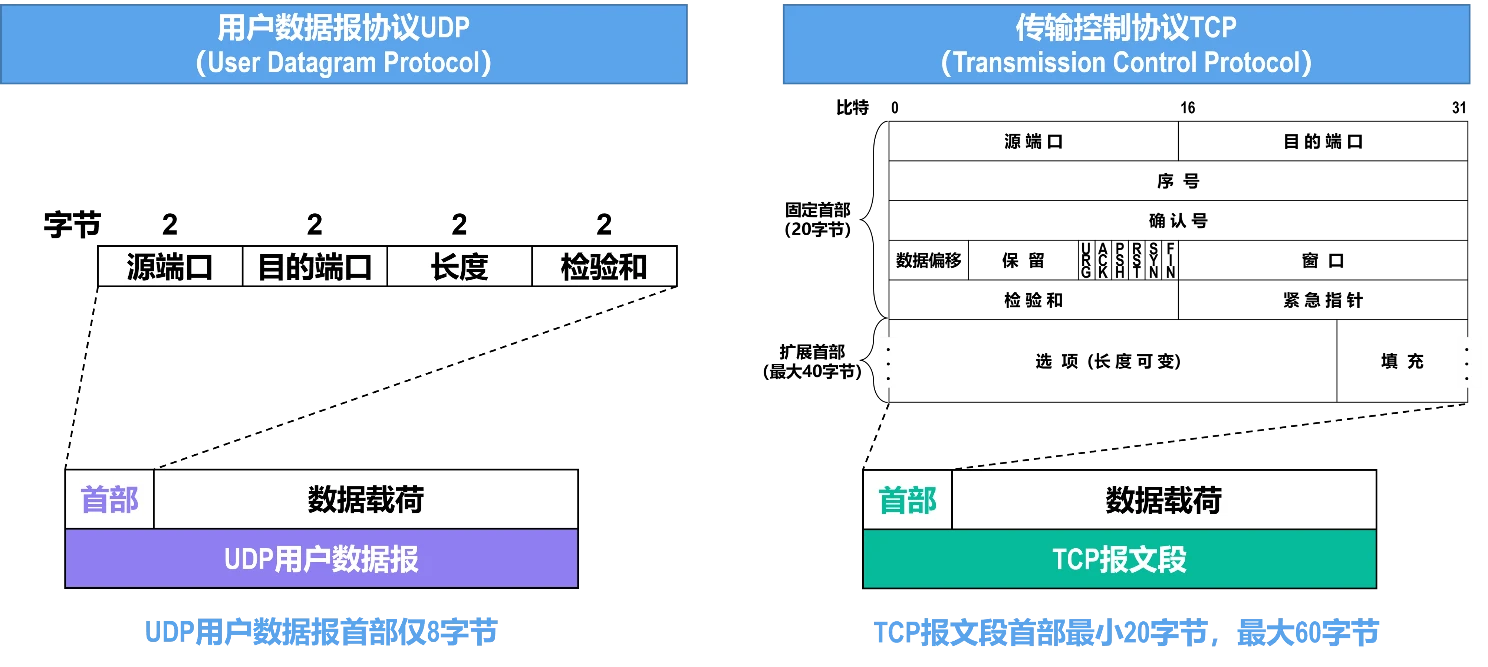 用户数据报协议UDP
(User Datagram Protocol)
字节 2 2 2 2
源端口 目的端口 长度 检验和
首部 数据载荷
UDP用户数据报
UDP用户数据报首部仅8字节
传输控制协议TCP
(Transmission Control Protocol)
比特 0 16 31
源端口 目的端口
序号
固定首部
(20字节)
确认号
数据偏移 保留 URG ACK PSH RST SYN FIN 窗口
检验和 紧急指针
扩展首部
(最大40字节)
选项 (长度可变) 填充
首部 数据载荷
TCP报文段
TCP报文段首部最小20字节，最大60字节